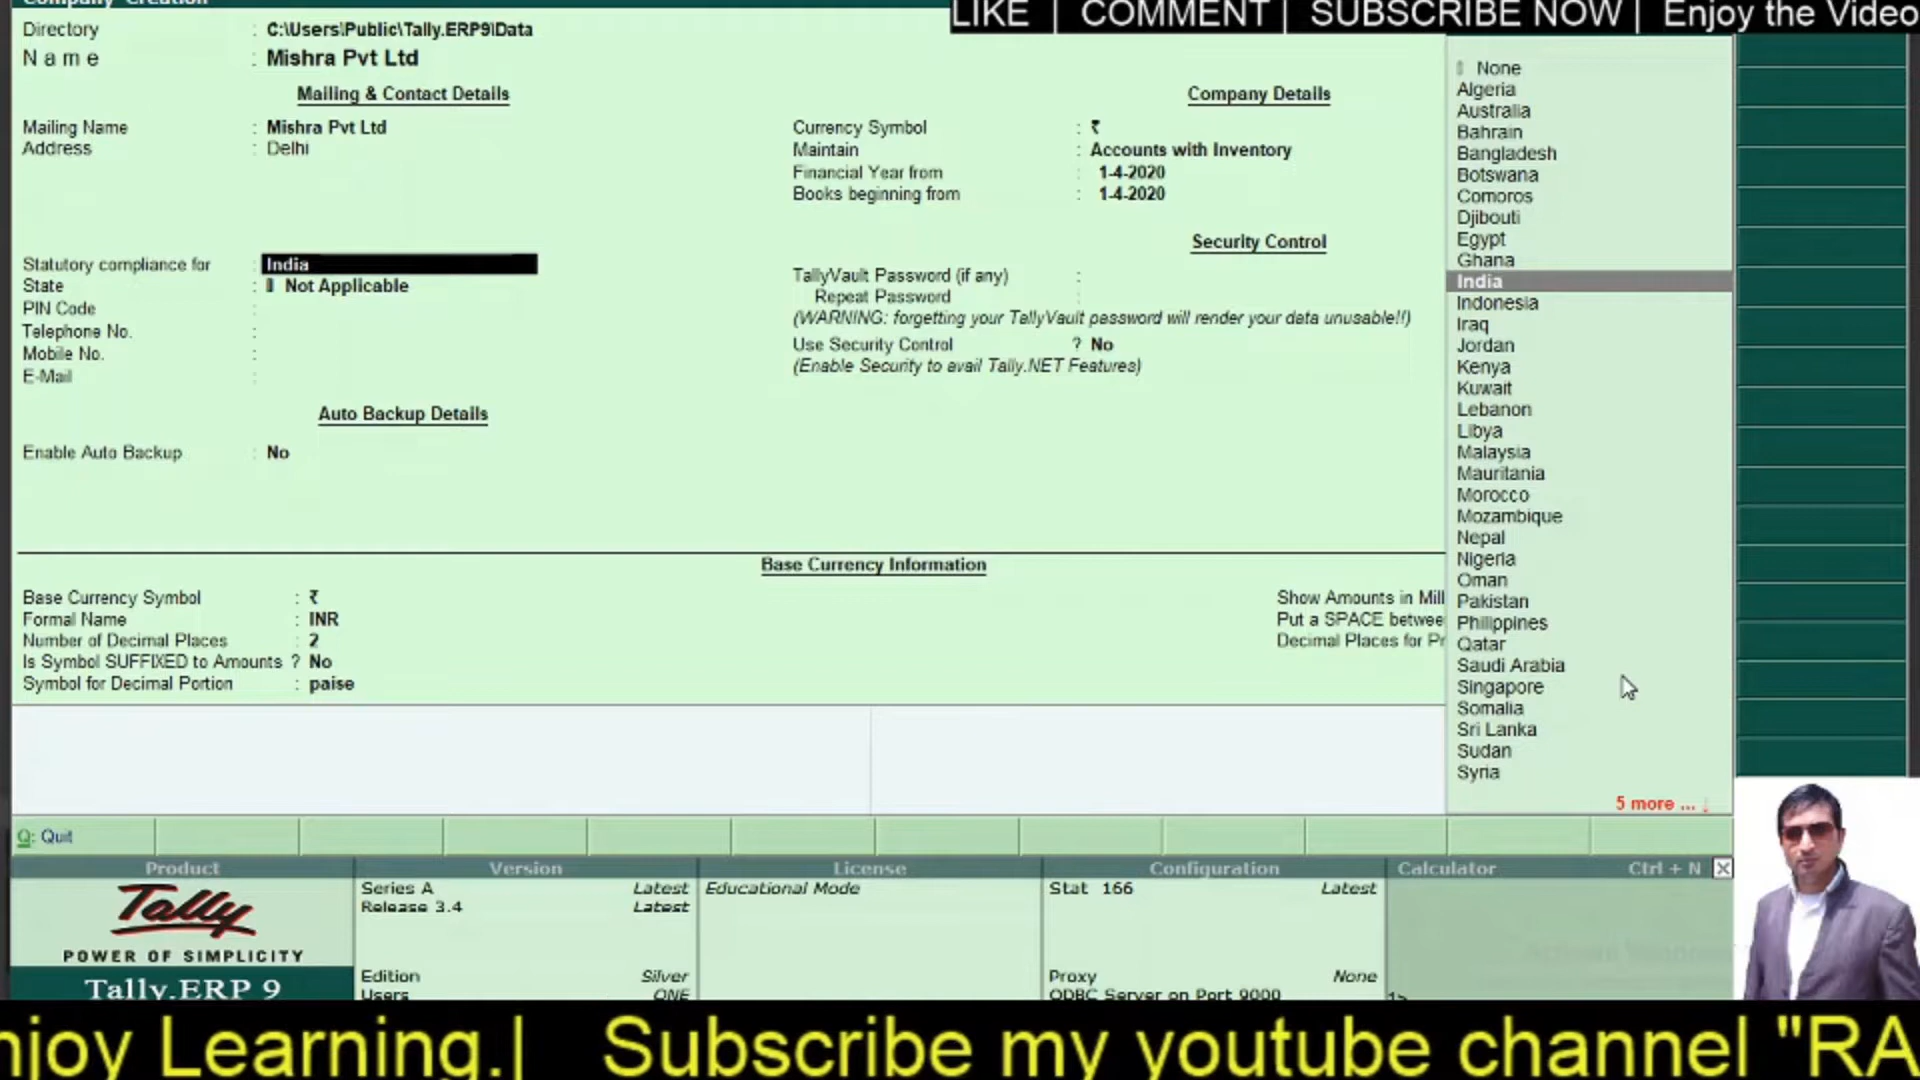 Company Creation
LIKE | COMMENT | SUBSCRIBE NOW | Enjoy the Video
Directory : C:\Users\Public\Tally.ERP9\Data
Name : Mishra Pvt Ltd
Mailing & Contact Details
Mailing Name : Mishra Pvt Ltd
Address : Delhi
Statutory compliance for : India
State : Not Applicable
PIN Code :
Telephone No. :
Mobile No. :
E-Mail :
Auto Backup Details
Enable Auto Backup : No
Company Details
Currency Symbol : ₹
Maintain : Accounts with Inventory
Financial Year from : 1-4-2020
Books beginning from : 1-4-2020
Security Control
TallyVault Password (if any) :
Repeat Password :
(WARNING: forgetting your TallyVault password will render your data unusable!!)
Use Security Control ? No
(Enable Security to avail Tally.NET Features)
Base Currency Information
Base Currency Symbol : ₹
Formal Name : INR
Number of Decimal Places : 2
Is Symbol SUFFIXED to Amounts ? No
Symbol for Decimal Portion : paise
Show Amounts in Mill
Put a SPACE betwee
Decimal Places for Pr
None
Algeria
Australia
Bahrain
Bangladesh
Botswana
Comoros
Djibouti
Egypt
Ghana
India
Indonesia
Iraq
Jordan
Kenya
Kuwait
Lebanon
Libya
Malaysia
Mauritania
Morocco
Mozambique
Nepal
Nigeria
Oman
Pakistan
Philippines
Qatar
Saudi Arabia
Singapore
Somalia
Sri Lanka
Sudan
Syria
5 more ... ↓
Q: Quit
Product
Tally
POWER OF SIMPLICITY
Tally.ERP 9
Version
Series A Latest
Release 3.4 Latest
Edition Silver
Users ONE
License
Educational Mode
Configuration
Stat 166 Latest
Proxy None
ODBC Server on Port 9000
Calculator Ctrl + N
1>
njoy Learning.| Subscribe my youtube channel "RA